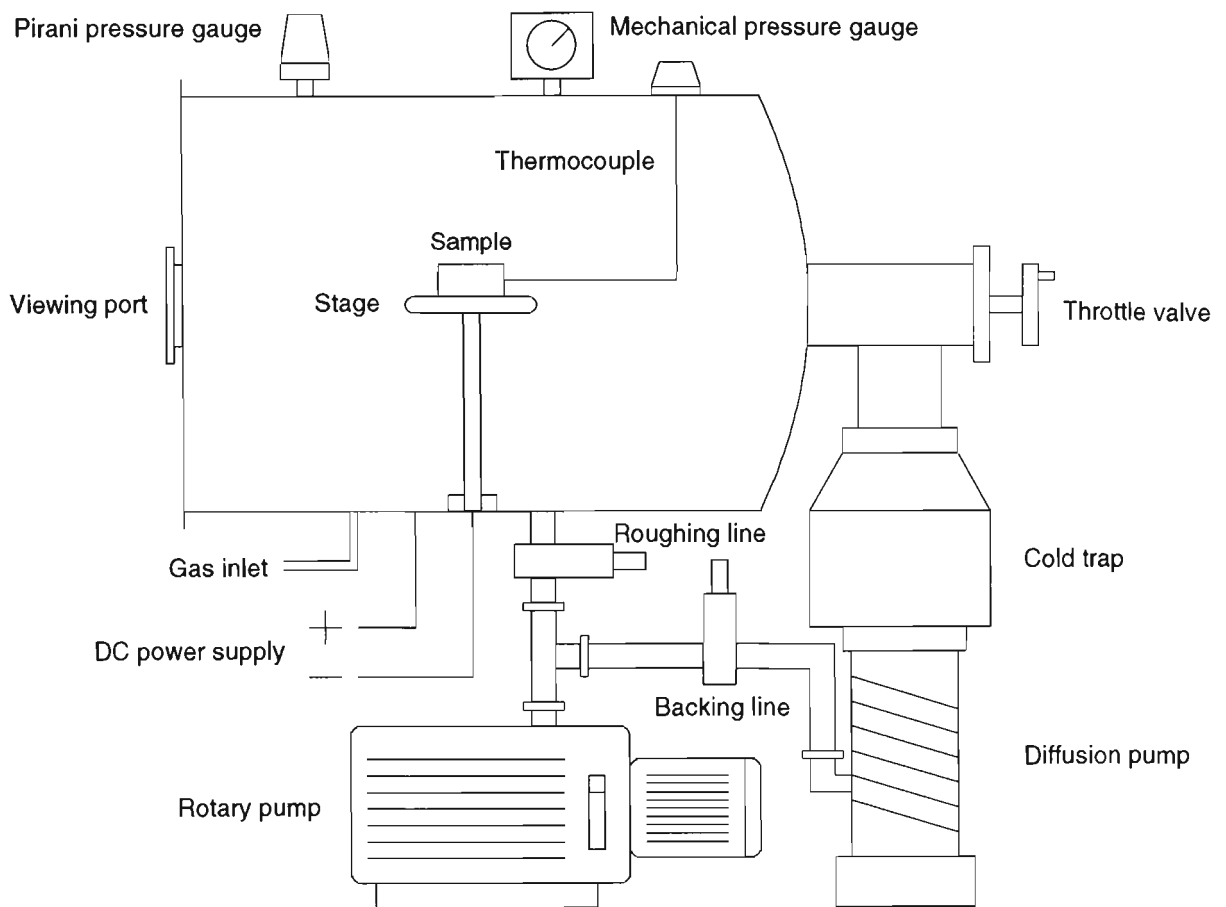 Pirani pressure gauge
Mechanical pressure gauge
Thermocouple
Sample
Viewing port
Stage
Throttle valve
Roughing line
Gas inlet
Cold trap
+
DC power supply
Backing line
Diffusion pump
Rotary pump